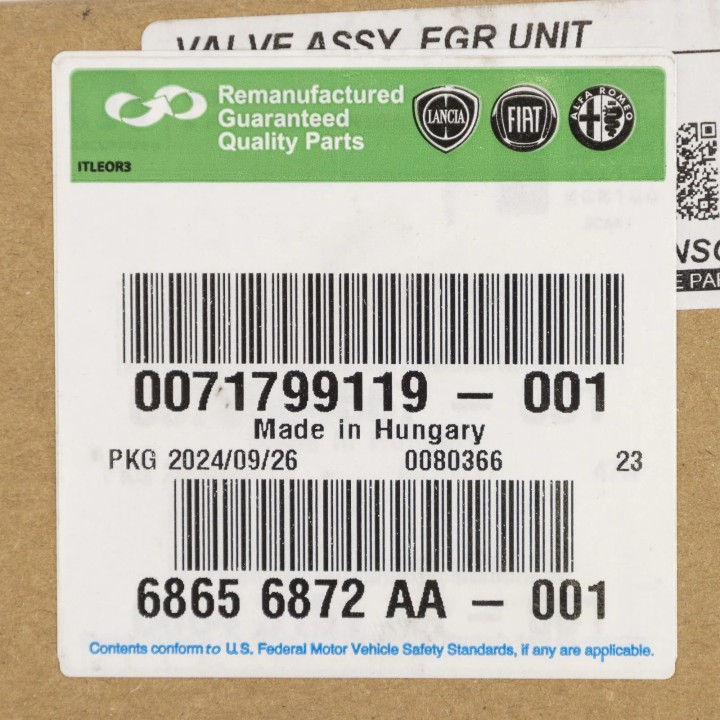 VALVE ASSY, EGR UNIT
Remanufactured
Guaranteed
Quality Parts
LANCIA
FIAT
ALFA ROMEO
ITLEOR3
0071799119 - 001
Made in Hungary
PKG 2024/09/26 0080366 23
6865 6872 AA - 001
Contents conform to U.S. Federal Motor Vehicle Safety Standards, if any are applicable.